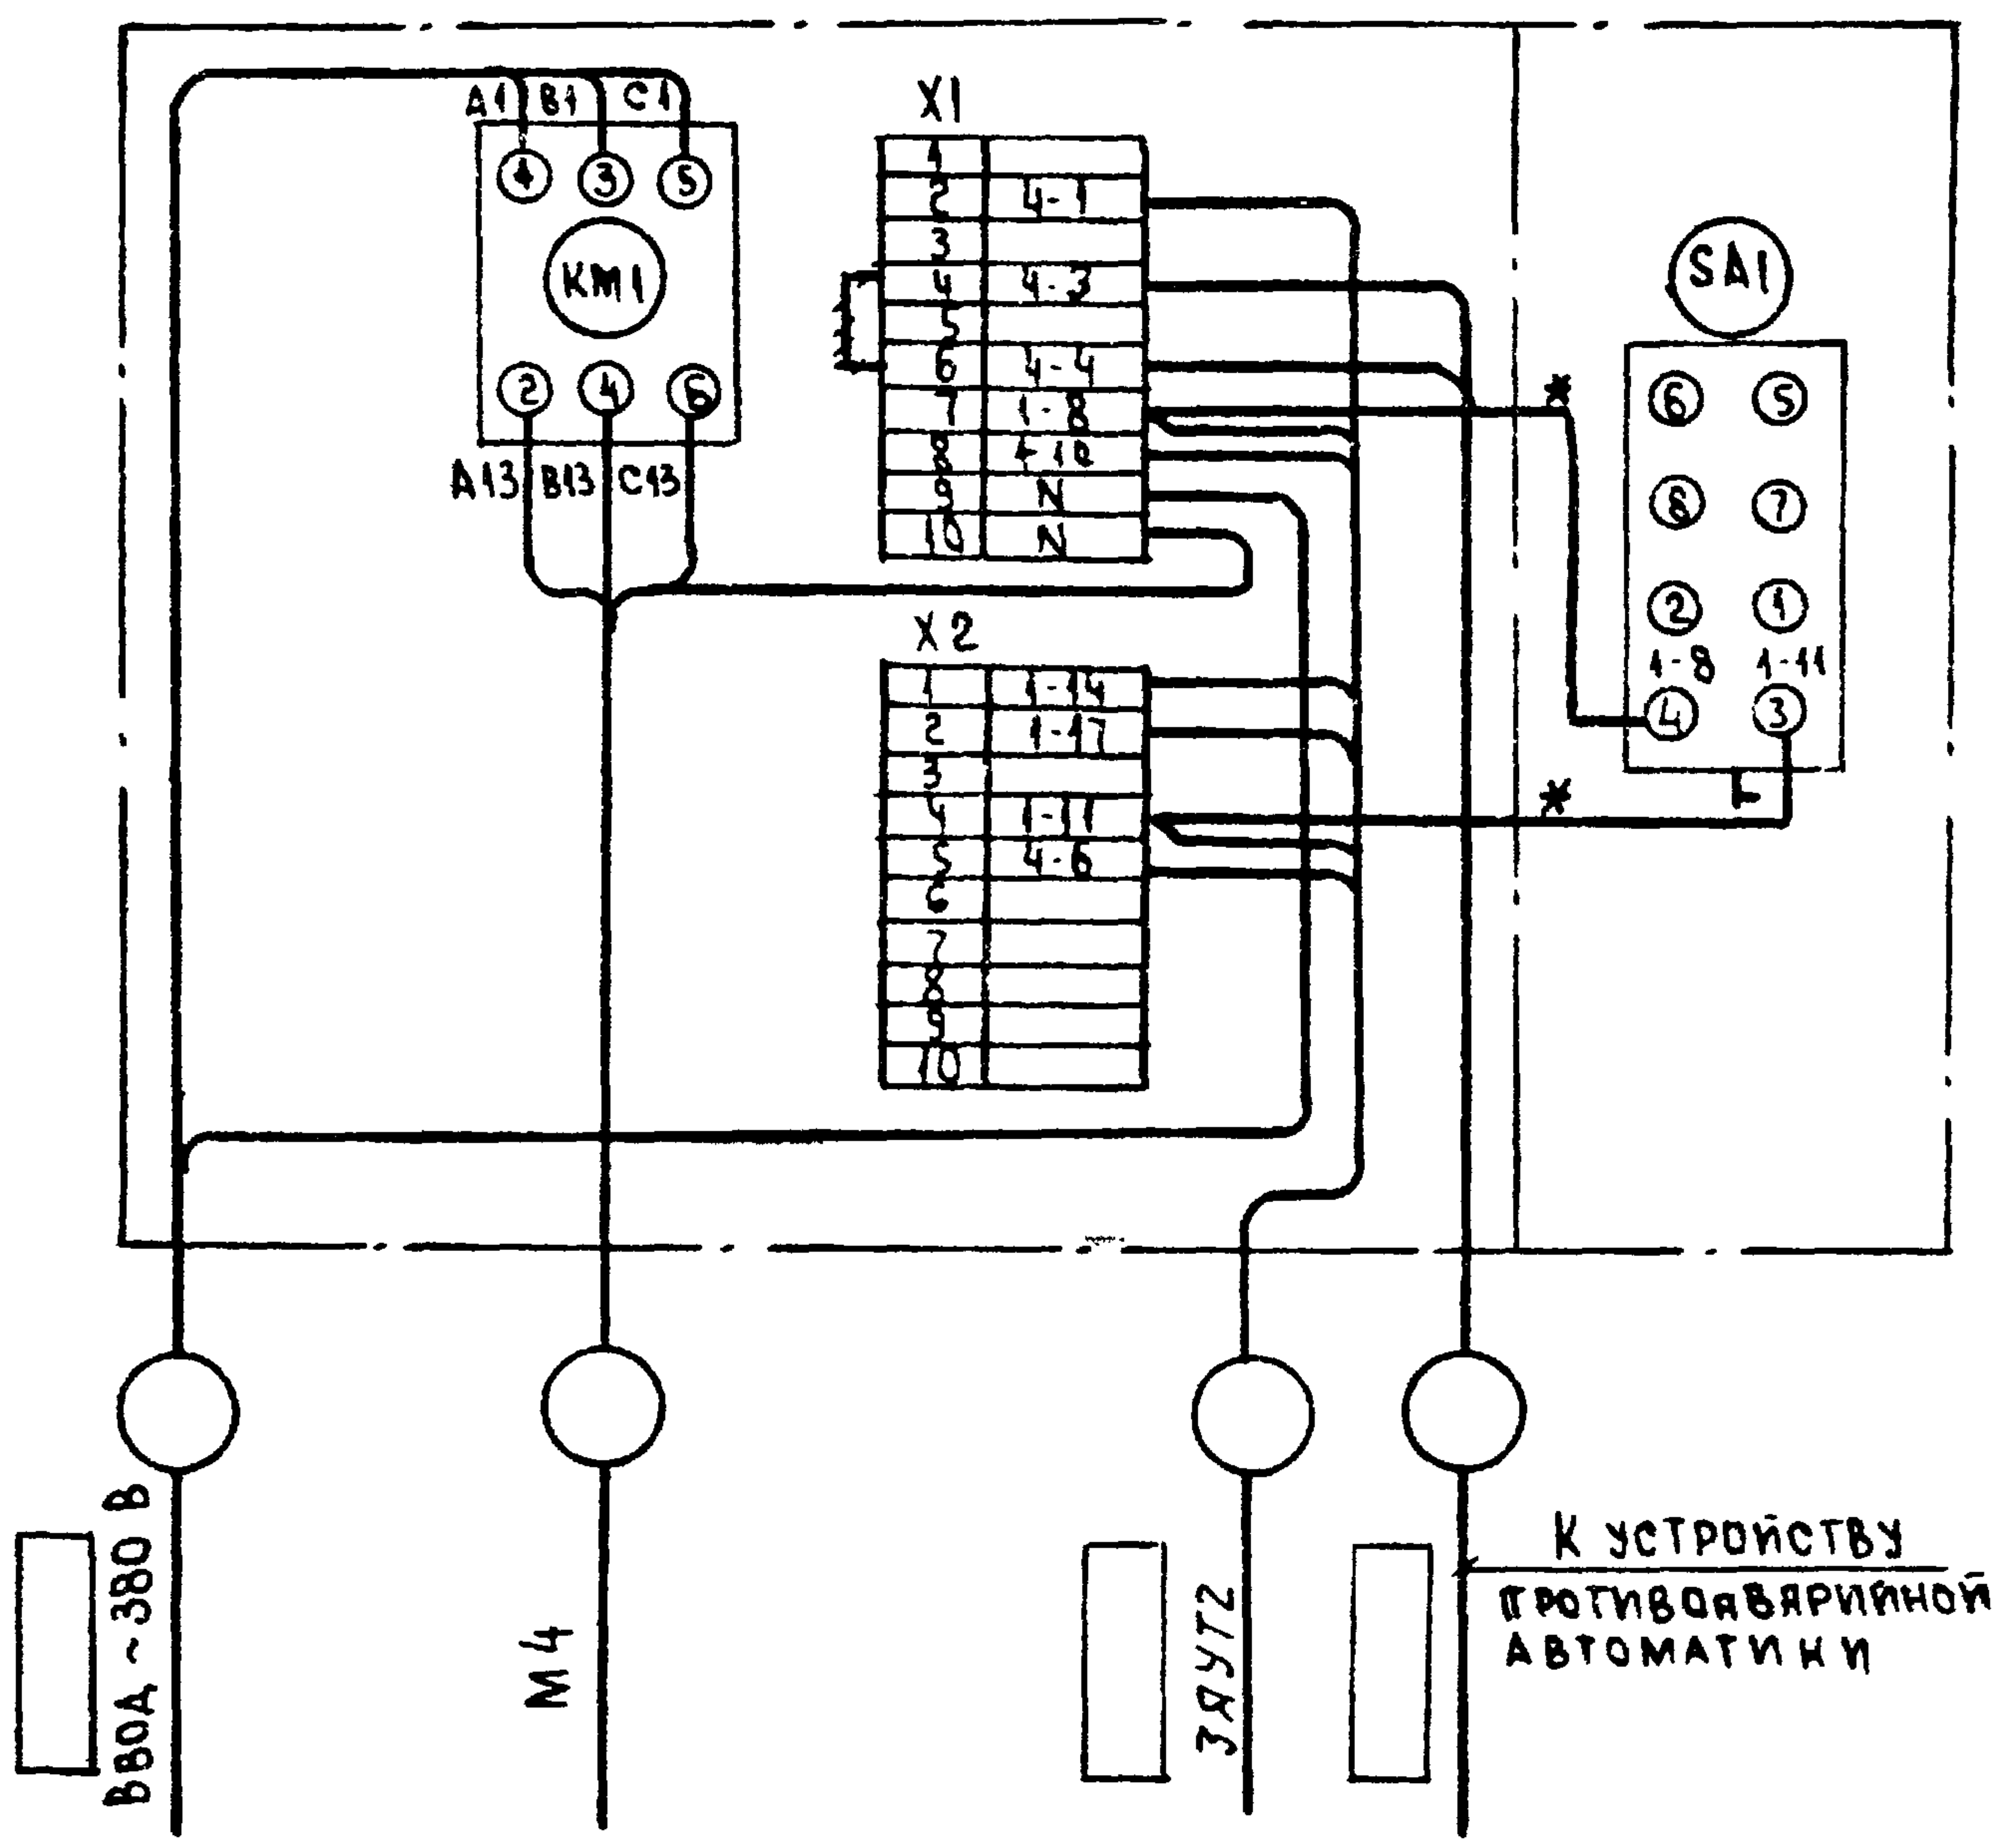 A1 B1 C1
4 3 5
KM1
2 4 6
A13 B13 C13
X1
1
2 4-1
3
4 4-3
5
6 4-4
7 1-8
8 1-10
9 N
10 N
X2
1 1-14
2 1-17
3
4 1-11
5 4-6
6
7
8
9
10
SA1
* 6 5
8 7
2 1
1-8 1-11
4 3
*
ВВОД ~380 В
М4
ЗЯУТ2
К УСТРОЙСТВУ
ПРОТИВОАВАРИЙНОЙ
АВТОМАТИКИ